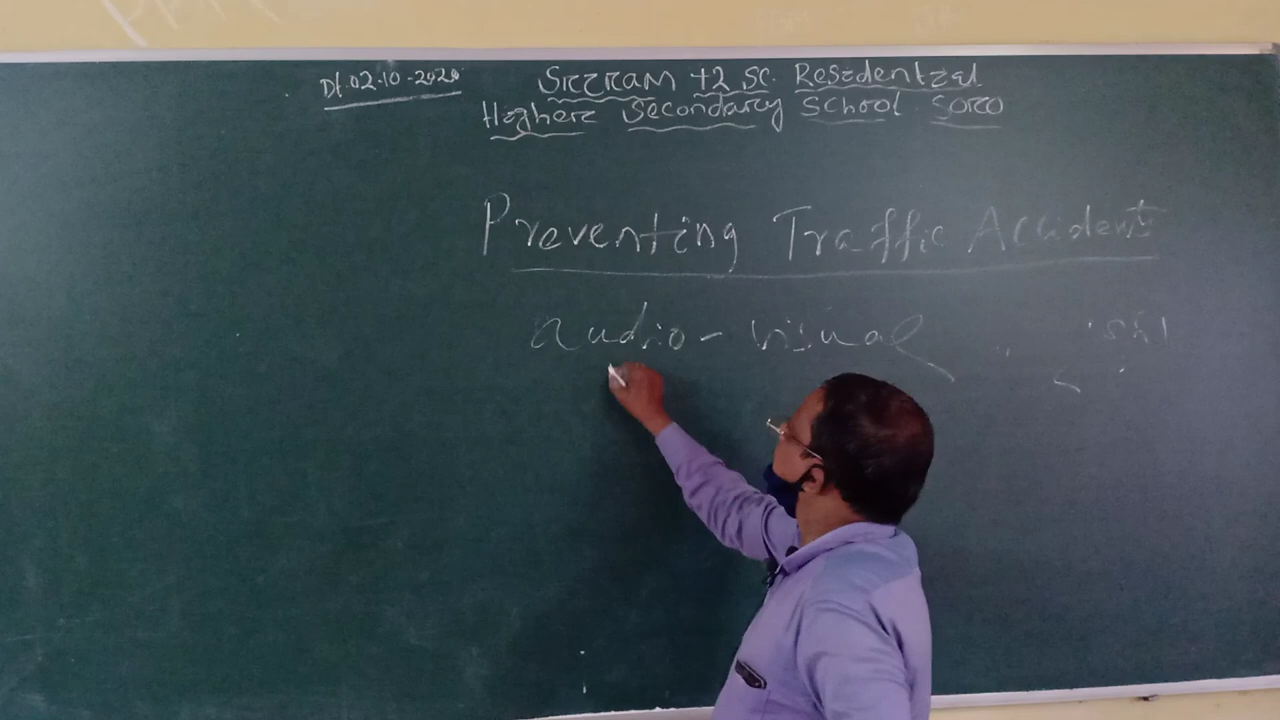 Dt.02.10.2020
SRIRAM +2 SC. Residential
Higher Secondary School. SORO
Preventing Traffic Accidents
audio - visual